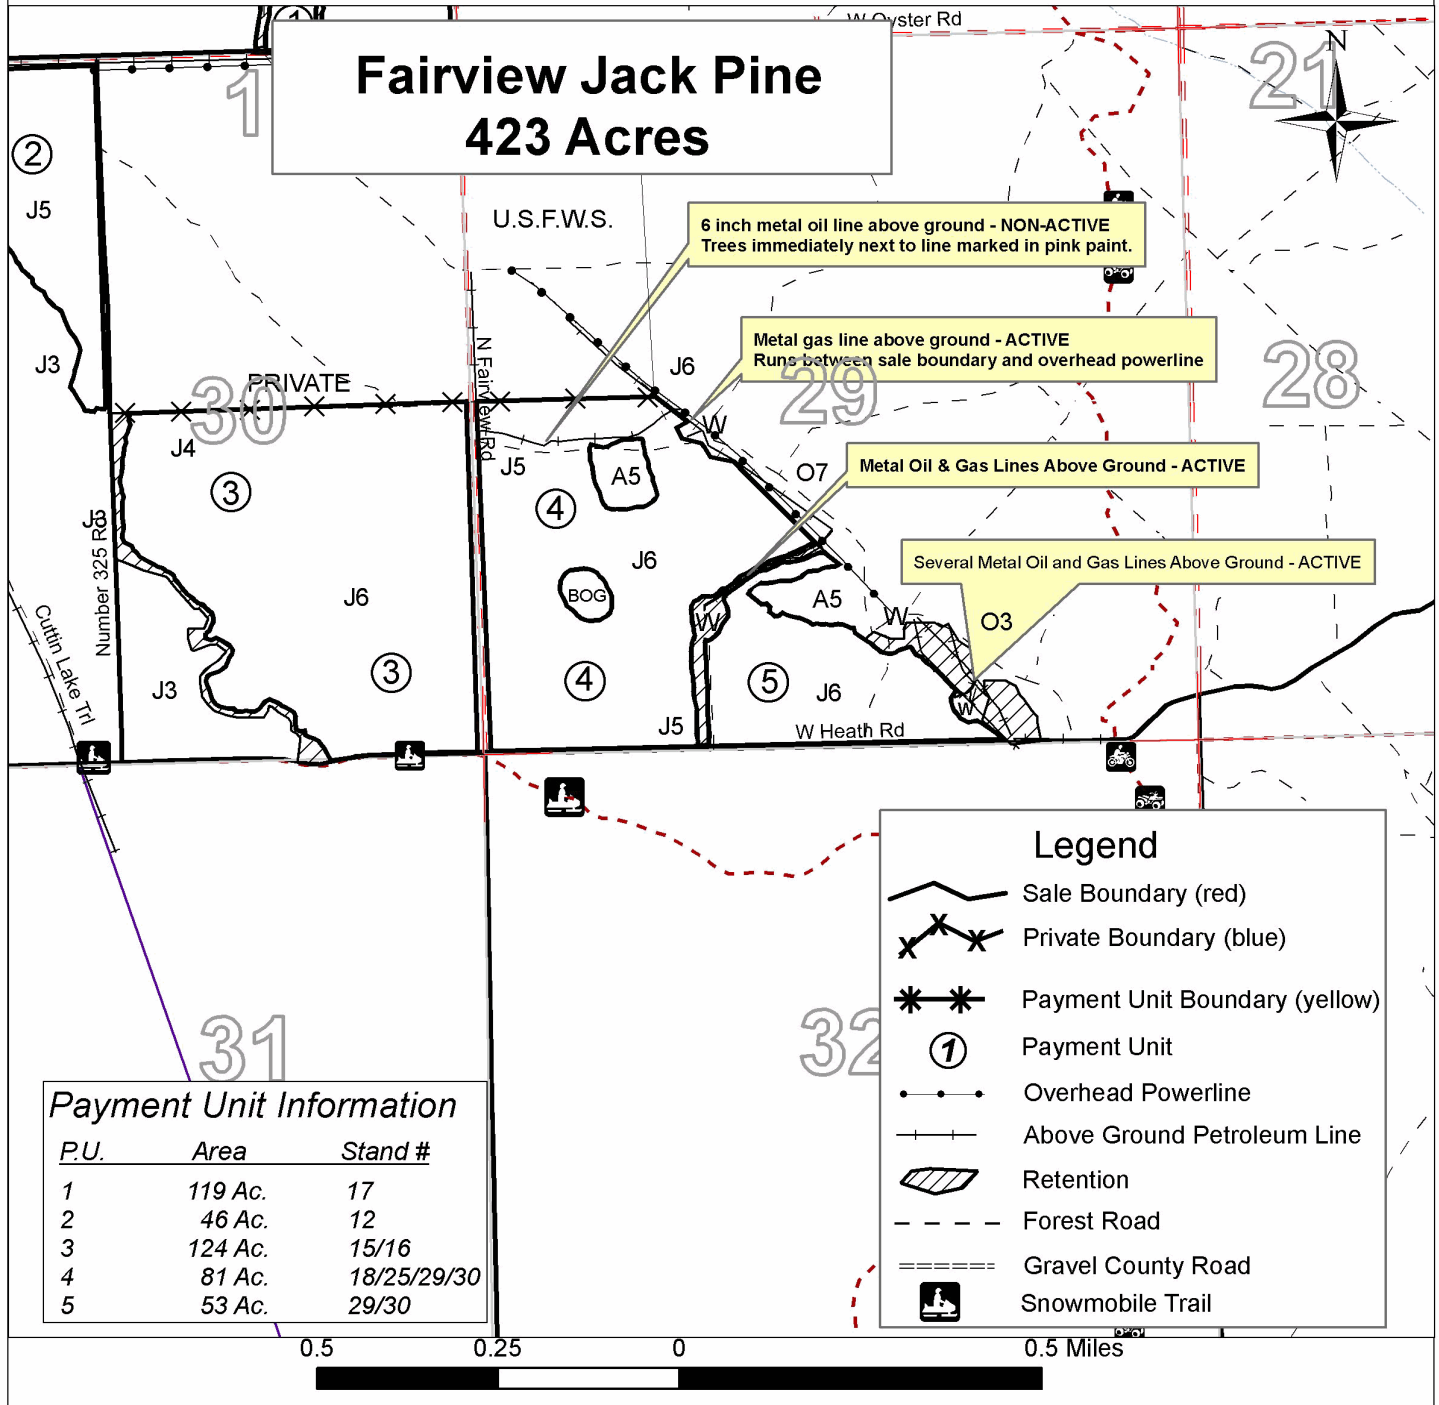 W Oyster Rd
1
Fairview Jack Pine
423 Acres
N
21
2
J5
U.S.F.W.S.
6 inch metal oil line above ground - NON-ACTIVE
Trees immediately next to line marked in pink paint.
Metal gas line above ground - ACTIVE
Runs between sale boundary and overhead powerline
J3
PRIVATE
30
N Fairview Rd
J6
29
28
J4
W
J5
A5
O7
Metal Oil & Gas Lines Above Ground - ACTIVE
3
4
J3
Number 325 Rd
J6
Several Metal Oil and Gas Lines Above Ground - ACTIVE
J6
BOG
A5
W
W
O3
Cuttin Lake Trl
J3
3
4
5
J6
W
J5
W Heath Rd
31
32
Legend
Sale Boundary (red)
Private Boundary (blue)
Payment Unit Boundary (yellow)
1
Payment Unit
Overhead Powerline
Above Ground Petroleum Line
Retention
Forest Road
Gravel County Road
Snowmobile Trail
Payment Unit Information
P.U. Area Stand #
1 119 Ac. 17
2 46 Ac. 12
3 124 Ac. 15/16
4 81 Ac. 18/25/29/30
5 53 Ac. 29/30
0.5 0.25 0 0.5 Miles